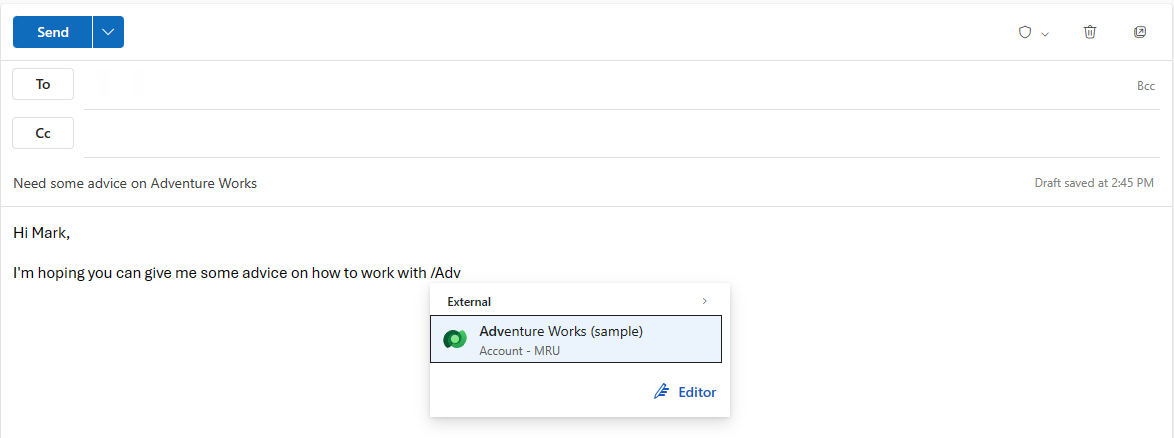 Send
To
Bcc
Cc
Need some advice on Adventure Works
Draft saved at 2:45 PM
Hi Mark,
I'm hoping you can give me some advice on how to work with /Adv
External
Adventure Works (sample)
Account - MRU
Editor